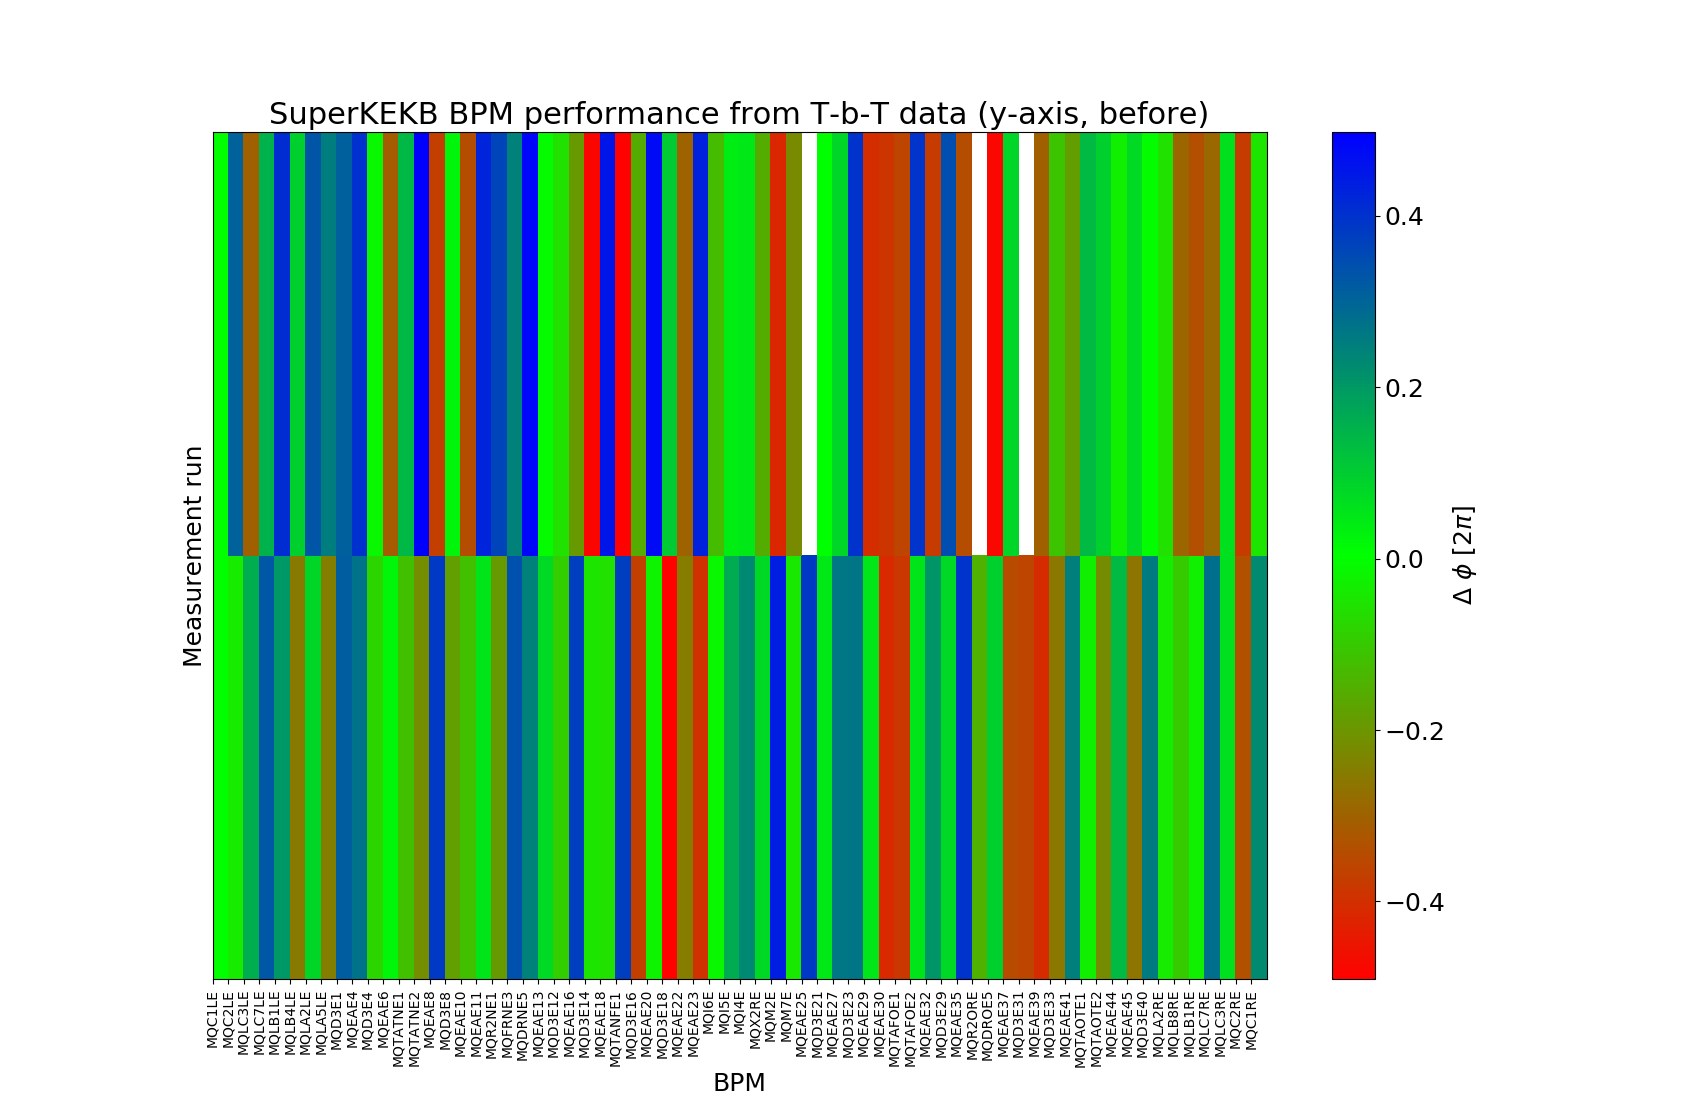 SuperKEKB BPM performance from T-b-T data (y-axis, before)
Measurement run
0.4
0.2
0.0
−0.2
−0.4
Δ ϕ [2π]
MQC1LE
MQC2LE
MQLC3LE
MQLC7LE
MQLB1LE
MQLB4LE
MQLA2LE
MQLA5LE
MQD3E1
MQEAE4
MQD3E4
MQEAE6
MQTATNE1
MQTATNE2
MQEAE8
MQD3E8
MQEAE10
MQEAE11
MQR2NE1
MQFRNE3
MQDRNE5
MQEAE13
MQD3E12
MQEAE16
MQD3E14
MQEAE18
MQTANFE1
MQD3E16
MQEAE20
MQD3E18
MQEAE22
MQEAE23
MQI6E
MQI5E
MQI4E
MQX2RE
MQM2E
MQM7E
MQEAE25
MQD3E21
MQEAE27
MQD3E23
MQEAE29
MQEAE30
MQTAFOE1
MQTAFOE2
MQEAE32
MQD3E29
MQEAE35
MQR2ORE
MQDROE5
MQEAE37
MQD3E31
MQEAE39
MQD3E33
MQEAE41
MQTAOTE1
MQTAOTE2
MQEAE44
MQEAE45
MQD3E40
MQLA2RE
MQLB8RE
MQLB1RE
MQLC7RE
MQLC3RE
MQC2RE
MQC1RE
BPM